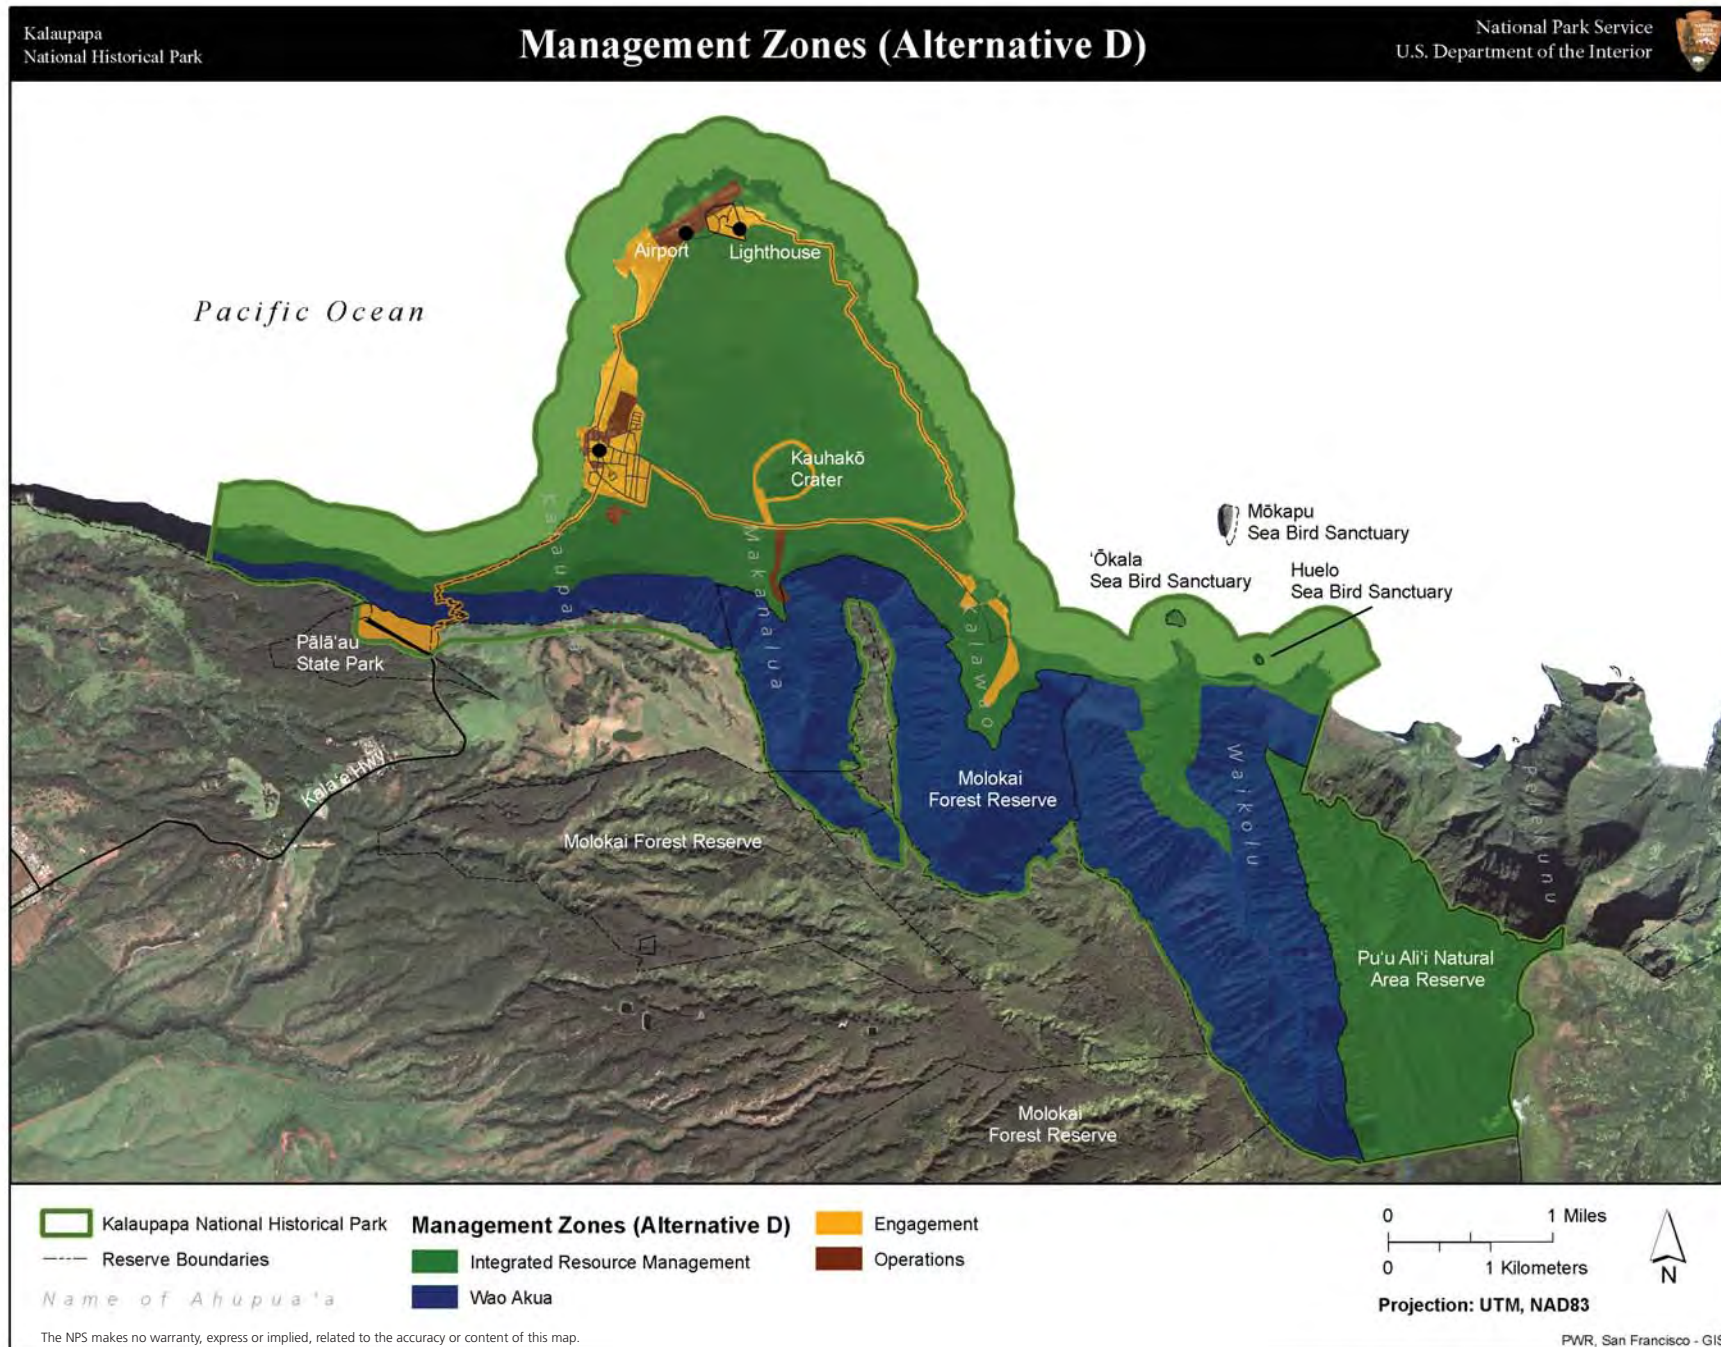 Kalaupapa
National Historical Park
Management Zones (Alternative D)
National Park Service
U.S. Department of the Interior
Airport
Lighthouse
Pacific Ocean
Kauhakō
Crater
Mōkapu
Sea Bird Sanctuary
ʻŌkala
Sea Bird Sanctuary
Huelo
Sea Bird Sanctuary
Kalaupapa
Makanalua
Kalawao
Waikolu
Pelekunu
Pālāʻau
State Park
Kalaʻe Hwy
Molokai
Forest Reserve
Molokai Forest Reserve
Puʻu Aliʻi Natural
Area Reserve
Molokai
Forest Reserve
Kalaupapa National Historical Park
Reserve Boundaries
Name of Ahupuaʻa
Management Zones (Alternative D)
Integrated Resource Management
Wao Akua
Engagement
Operations
0 1 Miles
0 1 Kilometers
N
Projection: UTM, NAD83
The NPS makes no warranty, express or implied, related to the accuracy or content of this map.
PWR, San Francisco - GIS